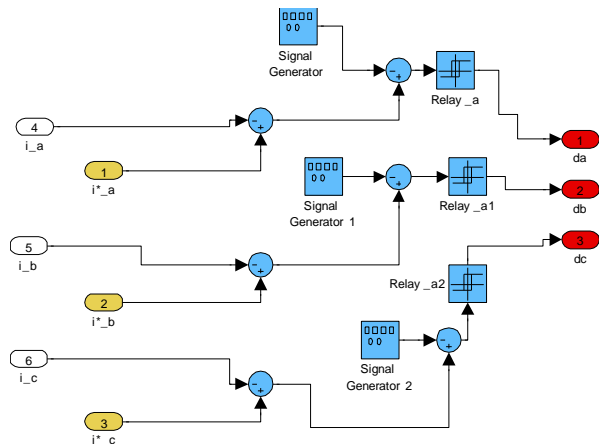 Signal
Generator
-
+
Relay _a
4
i_a
-
+
1
da
1
i*_a
Signal
Generator 1
-
+
Relay _a1
2
db
5
i_b
-
+
2
i*_b
3
dc
Relay _a2
Signal
Generator 2
-
+
6
i_c
-
+
3
i*_c